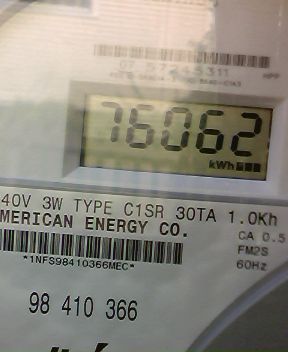 76062
kWh
40V 3W TYPE C1SR 30TA 1.0Kh
MERICAN ENERGY CO.
CA 0.5
FM2S
*1NFS98410366MEC*
60Hz
98 410 366